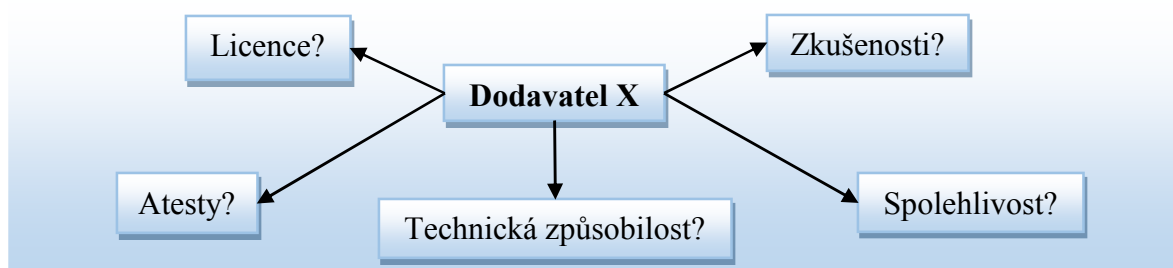 Licence?
Zkušenosti?
Dodavatel X
Atesty?
Technická způsobilost?
Spolehlivost?